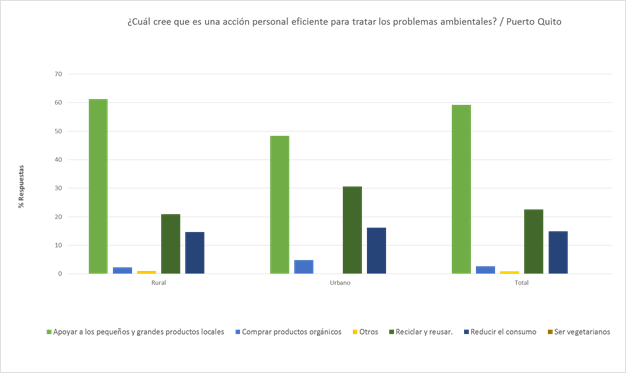 ¿Cuál cree que es una acción personal eficiente para tratar los problemas ambientales? / Puerto Quito
70
60
50
40
30
20
10
0
% Respuestas
Rural Urbano Total
Apoyar a los pequeños y grandes productos locales Comprar productos orgánicos Otros Reciclar y reusar. Reducir el consumo Ser vegetarianos